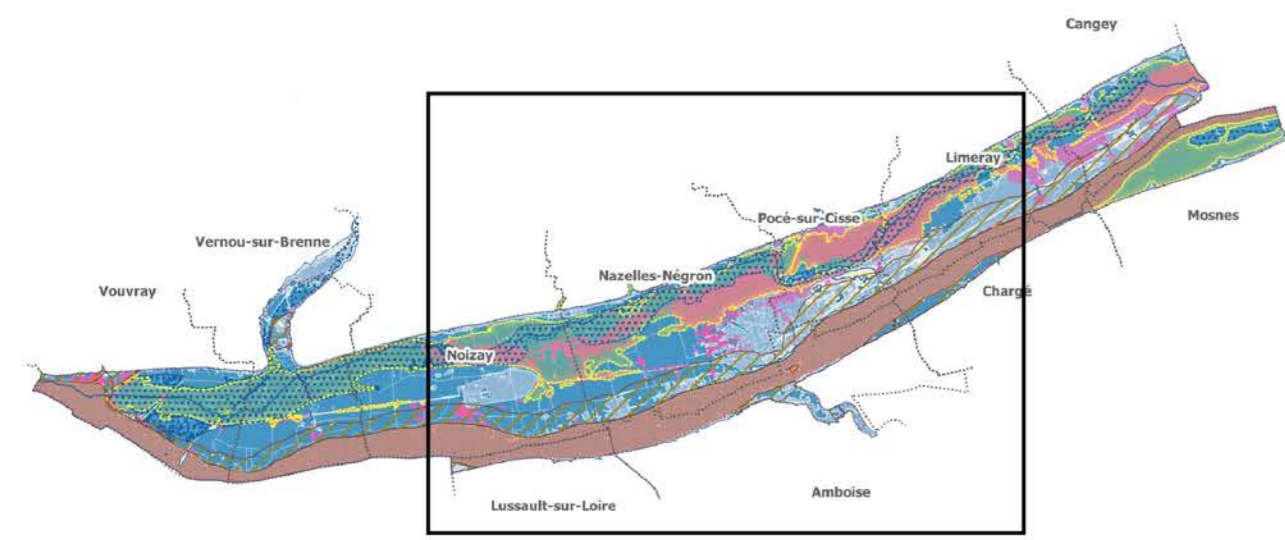 Cangey
Limeray
Pocé-sur-Cisse
Mosnes
Vernou-sur-Brenne
Nazelles-Négron
Vouvray
Chargé
Noizay
Amboise
Lussault-sur-Loire